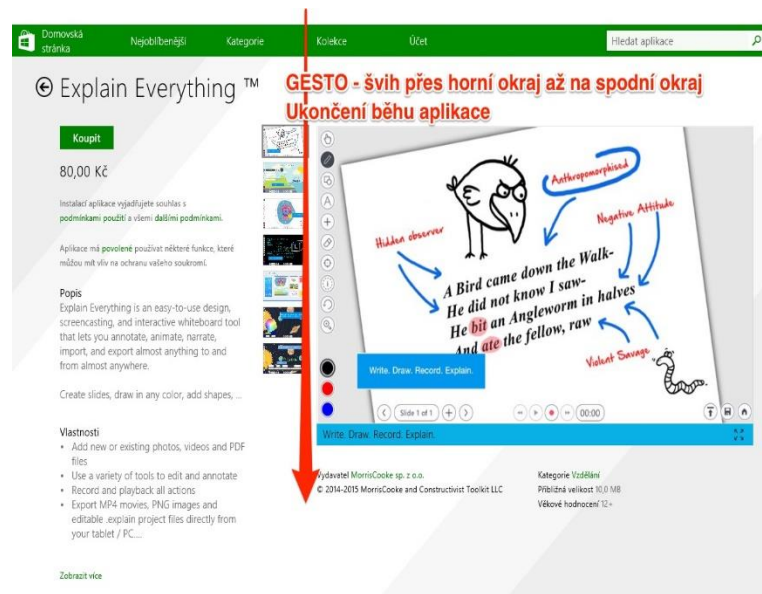 Domovská
stránka
Nejoblíbenější
Kategorie
Kolekce
Účet
Hledat aplikace
Explain Everything ™
GESTO - švih přes horní okraj až na spodní okraj
Ukončení běhu aplikace
Koupit
80,00 Kč
Instalací aplikace vyjadřujete souhlas s
podmínkami použití a všemi dalšími podmínkami.
Aplikace má povolené používat některé funkce, které
můžou mít vliv na ochranu vašeho soukromí.
Popis
Explain Everything is an easy-to-use design,
screencasting, and interactive whiteboard tool
that lets you annotate, animate, narrate,
import, and export almost anything to and
from almost anywhere.
Create slides, draw in any color, add shapes, ...
Vlastnosti
• Add new or existing photos, videos and PDF
files
• Use a variety of tools to edit and annotate
• Record and playback all actions
• Export MP4 movies, PNG images and
editable .explain project files directly from
your tablet / PC....
Zobrazit více
Anthropomorphised
Negative Attitude
Hidden observer
A Bird came down the Walk-
He did not know I saw-
He bit an Angleworm in halves
And ate the fellow, raw
Violent Savage
Write. Draw. Record. Explain.
Slide 1 of 1
00:00
Write. Draw. Record. Explain.
Vydavatel MorrisCooke sp. z o.o.
© 2014-2015 MorrisCooke and Constructivist Toolkit LLC
Kategorie Vzdělání
Přibližná velikost 10,0 MB
Věkové hodnocení 12+